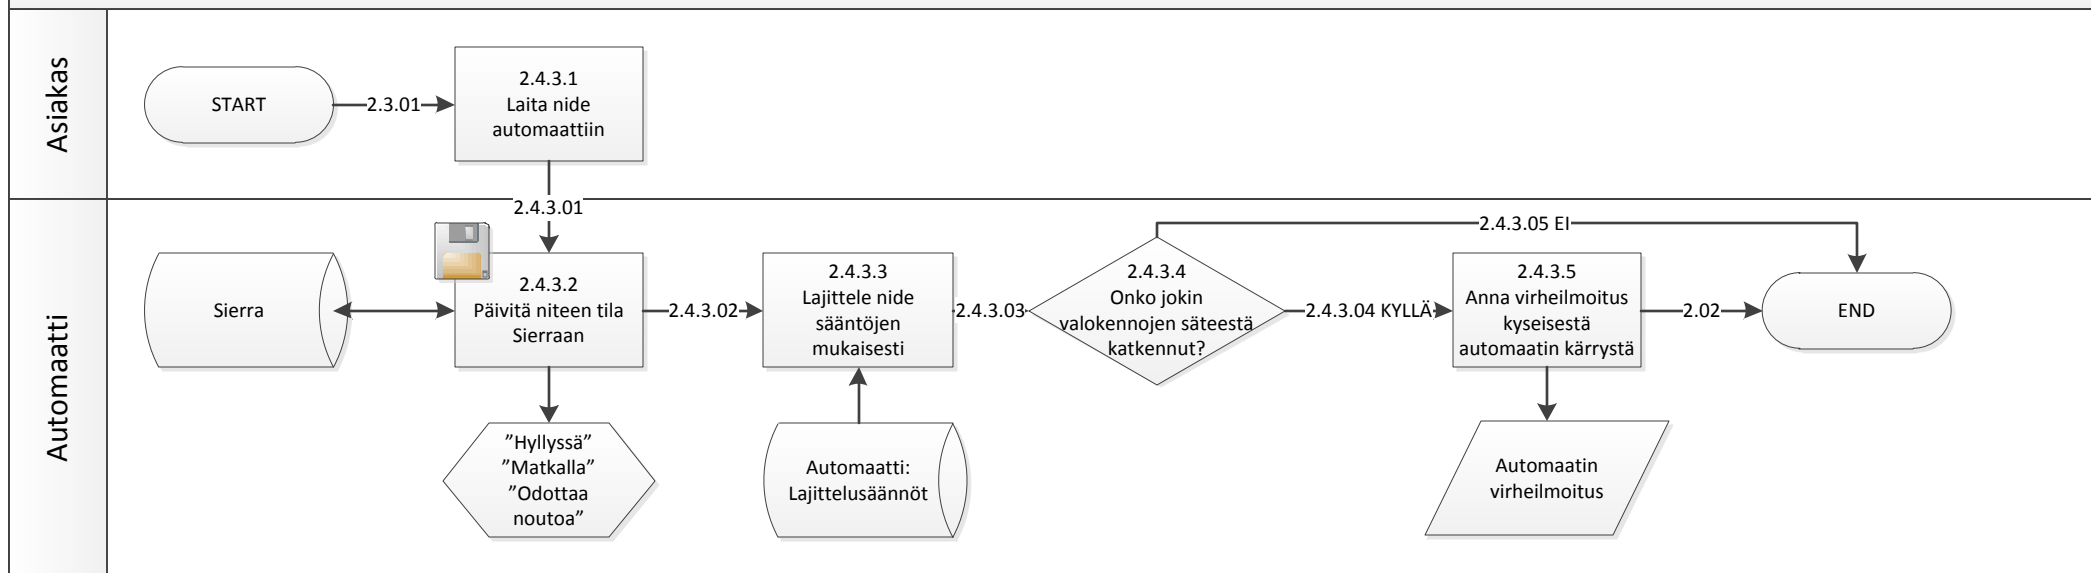 Asiakas
START
2.3.01
2.4.3.1
Laita nide
automaattiin
2.4.3.01
Automaatti
Sierra
2.4.3.2
Päivitä niteen tila
Sierraan
2.4.3.02
2.4.3.3
Lajittele nide
sääntöjen
mukaisesti
2.4.3.03
2.4.3.4
Onko jokin
valokennojen säteestä
katkennut?
2.4.3.05 EI
2.4.3.04 KYLLÄ
2.4.3.5
Anna virheilmoitus
kyseisestä
automaatin kärrystä
2.02
END
”Hyllyssä”
”Matkalla”
”Odottaa
noutoa”
Automaatti:
Lajittelusäännöt
Automaatin
virheilmoitus